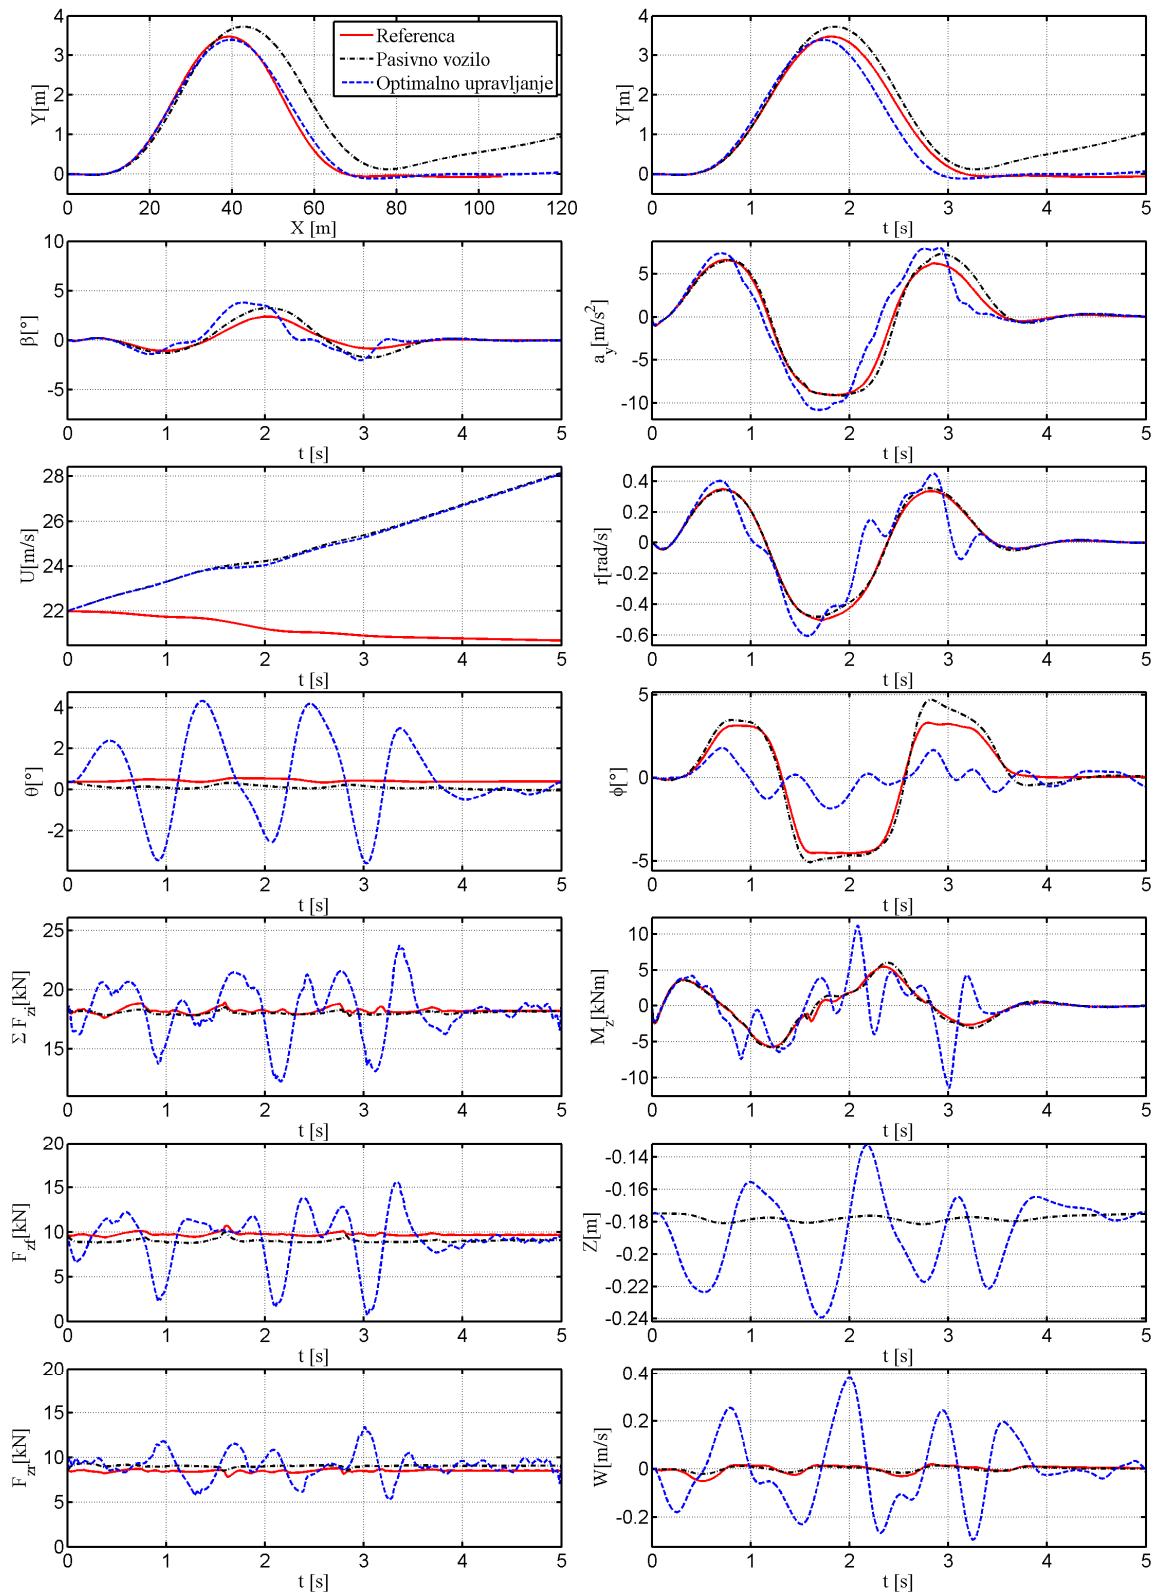 4
3
2
1
0
Y[m]
0 20 40 60 80 100 120
X [m]
Referenca
Pasivno vozilo
Optimalno upravljanje
4
3
2
1
0
Y[m]
0 1 2 3 4 5
t [s]
10
5
0
-5
β[°]
0 1 2 3 4 5
t [s]
5
0
-5
-10
a_y[m/s²]
0 1 2 3 4 5
t [s]
28
26
24
22
U[m/s]
0 1 2 3 4 5
t [s]
0.4
0.2
0
-0.2
-0.4
-0.6
r[rad/s]
0 1 2 3 4 5
t [s]
4
2
0
-2
θ[°]
0 1 2 3 4 5
t [s]
5
0
-5
ϕ[°]
0 1 2 3 4 5
t [s]
25
20
15
Σ F_zi[kN]
0 1 2 3 4 5
t [s]
10
5
0
-5
-10
M_z[kNm]
0 1 2 3 4 5
t [s]
20
15
10
5
0
F_zf[kN]
0 1 2 3 4 5
t [s]
-0.14
-0.16
-0.18
-0.2
-0.22
-0.24
Z[m]
0 1 2 3 4 5
t [s]
20
15
10
5
0
F_zr[kN]
0 1 2 3 4 5
t [s]
0.4
0.2
0
-0.2
W[m/s]
0 1 2 3 4 5
t [s]